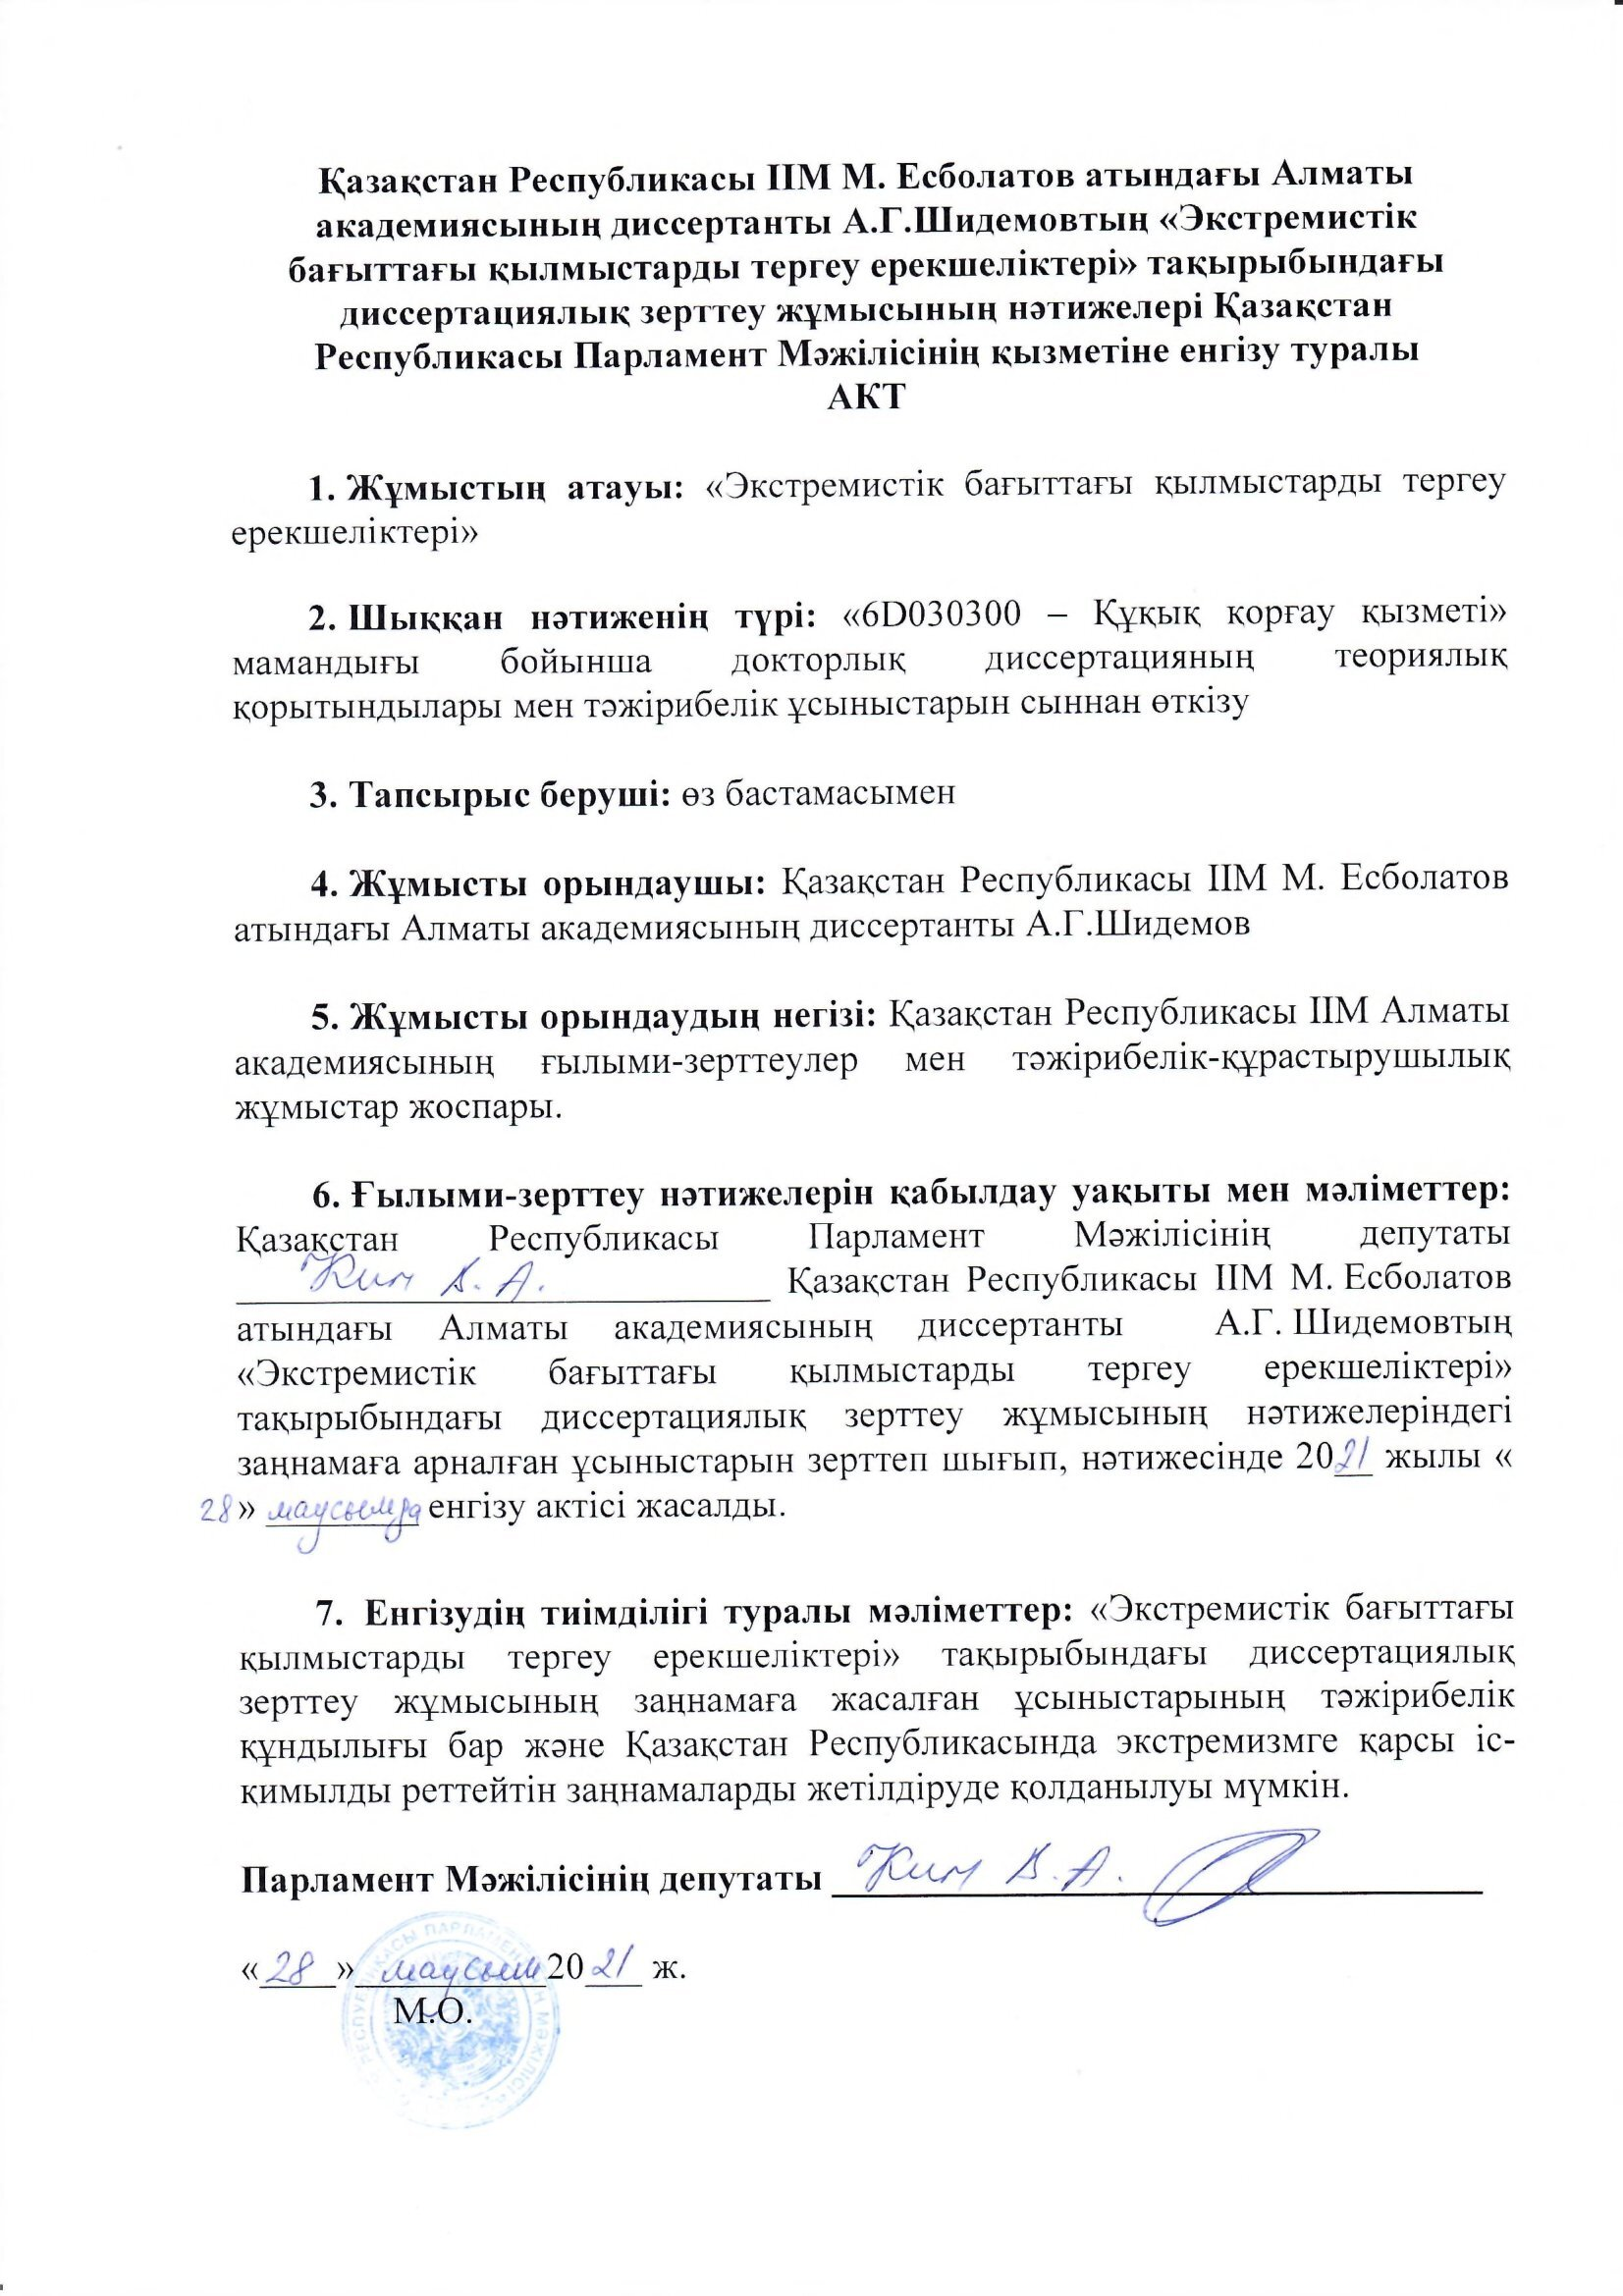 Қазақстан Республикасы ІІМ М. Есболатов атындағы Алматы
академиясының диссертанты А.Г.Шидемовтың «Экстремистік
бағыттағы қылмыстарды тергеу ерекшеліктері» тақырыбындағы
диссертациялық зерттеу жұмысының нәтижелері Қазақстан
Республикасы Парламент Мәжілісінің қызметіне енгізу туралы
АКТ
1. Жұмыстың атауы: «Экстремистік бағыттағы қылмыстарды тергеу
ерекшеліктері»
2. Шыққан нәтиженің түрі: «6D030300 – Құқық қорғау қызметі»
мамандығы бойынша докторлық диссертацияның теориялық
қорытындылары мен тәжірибелік ұсыныстарын сыннан өткізу
3. Тапсырыс беруші: өз бастамасымен
4. Жұмысты орындаушы: Қазақстан Республикасы ІІМ М. Есболатов
атындағы Алматы академиясының диссертанты А.Г.Шидемов
5. Жұмысты орындаудың негізі: Қазақстан Республикасы ІІМ Алматы
академиясының ғылыми-зерттеулер мен тәжірибелік-құрастырушылық
жұмыстар жоспары.
6. Ғылыми-зерттеу нәтижелерін қабылдау уақыты мен мәліметтер:
Қазақстан Республикасы Парламент Мәжілісінің депутаты
Ким В. А. Қазақстан Республикасы ІІМ М. Есболатов
атындағы Алматы академиясының диссертанты А.Г. Шидемовтың
«Экстремистік бағыттағы қылмыстарды тергеу ерекшеліктері»
тақырыбындағы диссертациялық зерттеу жұмысының нәтижелеріндегі
заңнамаға арналған ұсыныстарын зерттеп шығып, нәтижесінде 2021 жылы «
28» маусымда енгізу актісі жасалды.
7. Енгізудің тиімділігі туралы мәліметтер: «Экстремистік бағыттағы
қылмыстарды тергеу ерекшеліктері» тақырыбындағы диссертациялық
зерттеу жұмысының заңнамаға жасалған ұсыныстарының тәжірибелік
құндылығы бар және Қазақстан Республикасында экстремизмге қарсы іс-
қимылды реттейтін заңнамаларды жетілдіруде қолданылуы мүмкін.
Парламент Мәжілісінің депутаты Ким В. А.
«28» маусым 2021 ж.
М.О.
РЕСПУБЛИКАСЫ ПАРЛАМЕНТІНІҢ МӘЖІЛІСІ